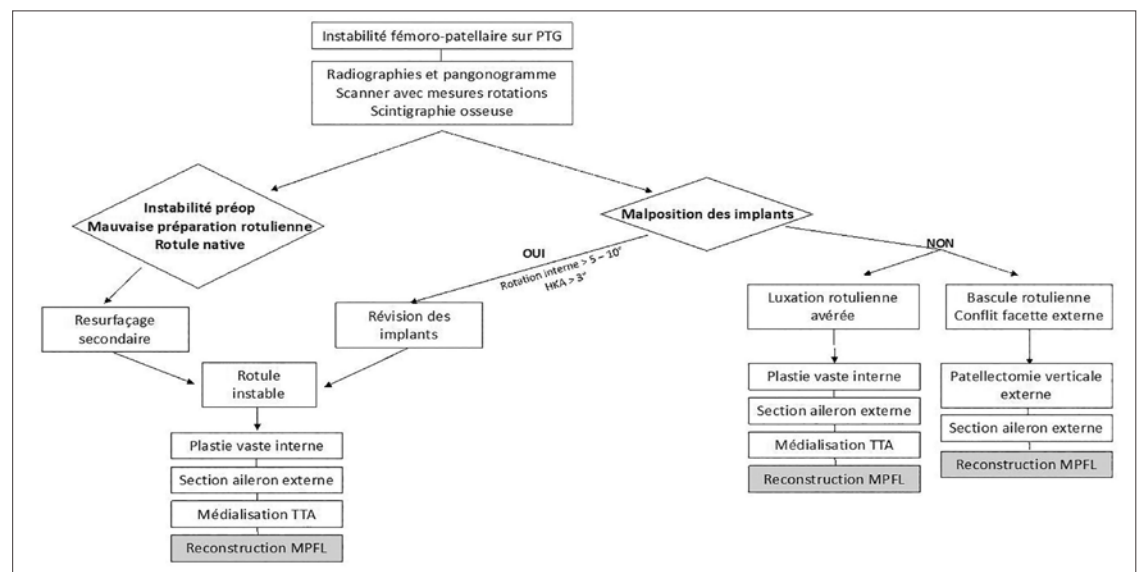 Instabilité fémoro-patellaire sur PTG
Radiographies et pangonogramme
Scanner avec mesures rotations
Scintigraphie osseuse
Instabilité préop
Mauvaise préparation rotulienne
Rotule native
Malposition des implants
OUI
Rotation interne > 5 – 10°
HKA > 3°
NON
Resurfaçage
secondaire
Révision des
implants
Luxation rotulienne
avérée
Bascule rotulienne
Conflit facette externe
Rotule
instable
Plastie vaste interne
Section aileron externe
Médialisation TTA
Reconstruction MPFL
Plastie vaste interne
Section aileron externe
Médialisation TTA
Reconstruction MPFL
Patellectomie verticale
externe
Section aileron externe
Reconstruction MPFL